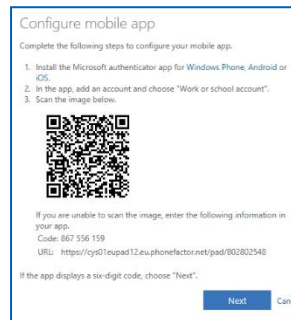 Configure mobile app
Complete the following steps to configure your mobile app.
1. Install the Microsoft authenticator app for Windows Phone, Android or
iOS.
2. In the app, add an account and choose "Work or school account".
3. Scan the image below.
If you are unable to scan the image, enter the following information in
your app.
Code: 867 556 159
URL: https://cys01eupad12.eu.phonefactor.net/pad/802802548
If the app displays a six-digit code, choose "Next".
Next Can